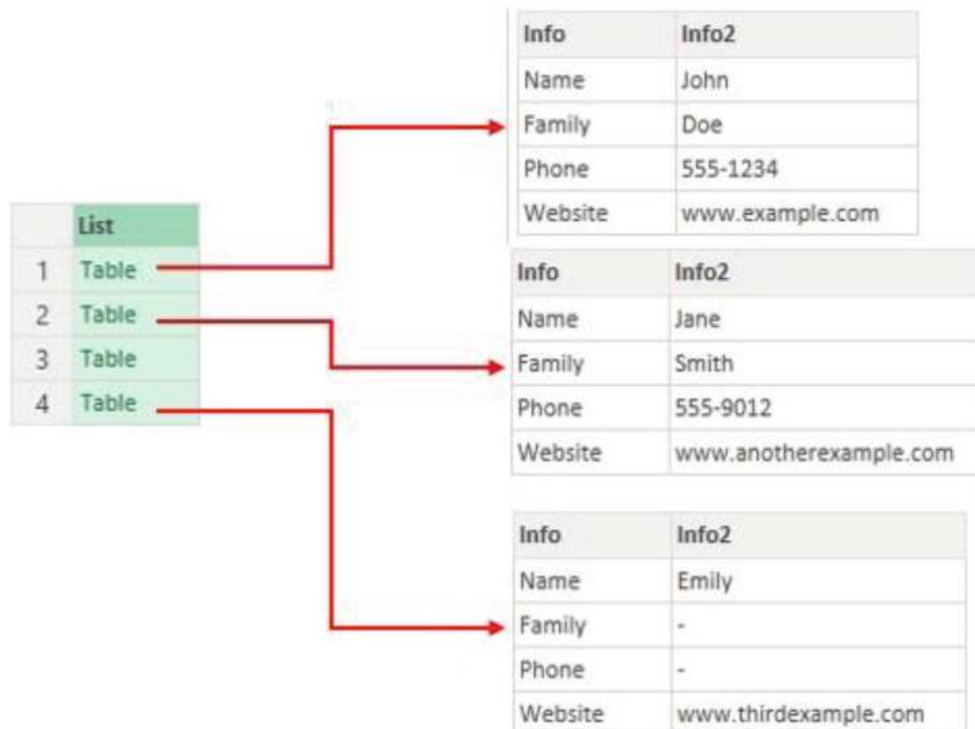 List
1 Table
2 Table
3 Table
4 Table
Info Info2
Name John
Family Doe
Phone 555-1234
Website www.example.com
Info Info2
Name Jane
Family Smith
Phone 555-9012
Website www.anotherexample.com
Info Info2
Name Emily
Family -
Phone -
Website www.thirdexample.com